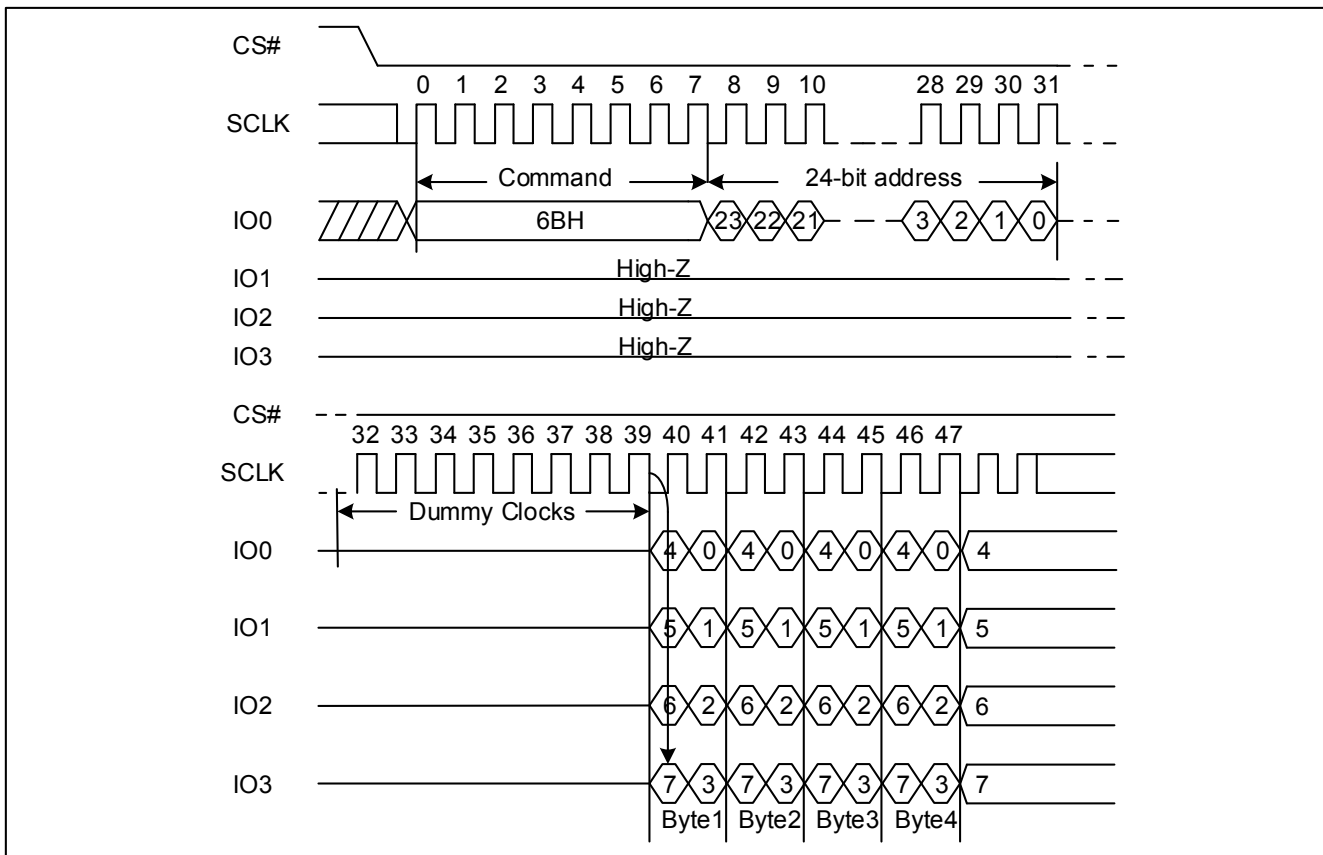 CS#
0 1 2 3 4 5 6 7 8 9 10 28 29 30 31
SCLK
Command 24-bit address
IO0 6BH 23 22 21 3 2 1 0
IO1 High-Z
IO2 High-Z
IO3 High-Z
CS#
32 33 34 35 36 37 38 39 40 41 42 43 44 45 46 47
SCLK
Dummy Clocks
IO0 4 0 4 0 4 0 4 0 4
IO1 5 1 5 1 5 1 5 1 5
IO2 6 2 6 2 6 2 6 2 6
IO3 7 3 7 3 7 3 7 3 7
Byte1 Byte2 Byte3 Byte4